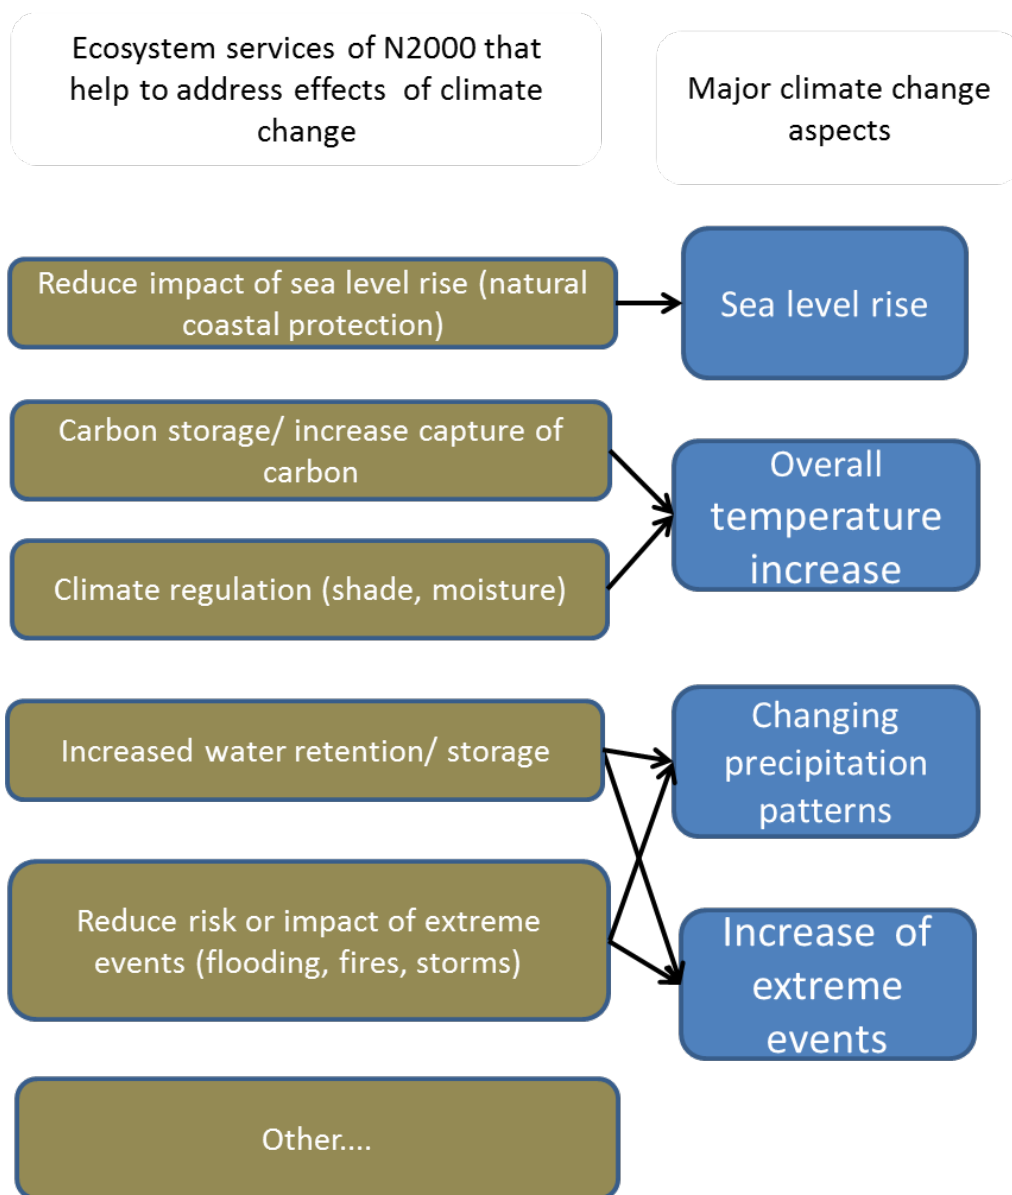 Ecosystem services of N2000 that
help to address effects of climate
change
Major climate change
aspects
Reduce impact of sea level rise (natural
coastal protection)
Sea level rise
Carbon storage/ increase capture of
carbon
Overall
temperature
increase
Climate regulation (shade, moisture)
Increased water retention/ storage
Changing
precipitation
patterns
Reduce risk or impact of extreme
events (flooding, fires, storms)
Increase of
extreme
events
Other....